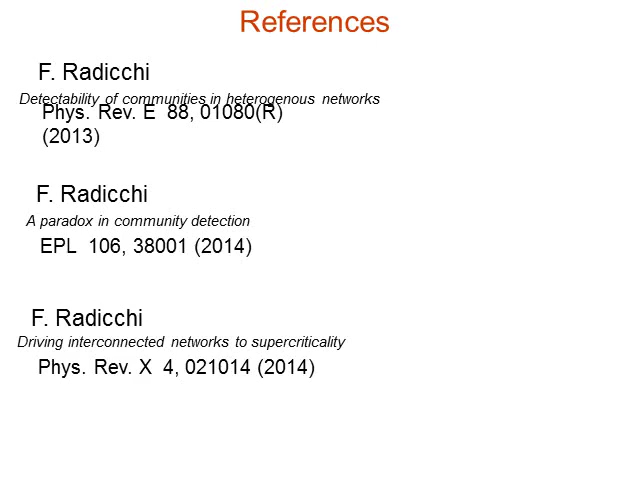 References
F. Radicchi
Detectability of communities in heterogenous networks
Phys. Rev. E 88, 01080(R)
(2013)
F. Radicchi
A paradox in community detection
EPL 106, 38001 (2014)
F. Radicchi
Driving interconnected networks to supercriticality
Phys. Rev. X 4, 021014 (2014)